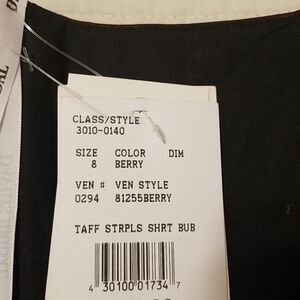 CLASS/STYLE
3010-0140
SIZE COLOR DIM
8 BERRY
VEN # VEN STYLE
0294 81255BERRY
TAFF STRPLS SHRT BUB
4 30100 01734 7